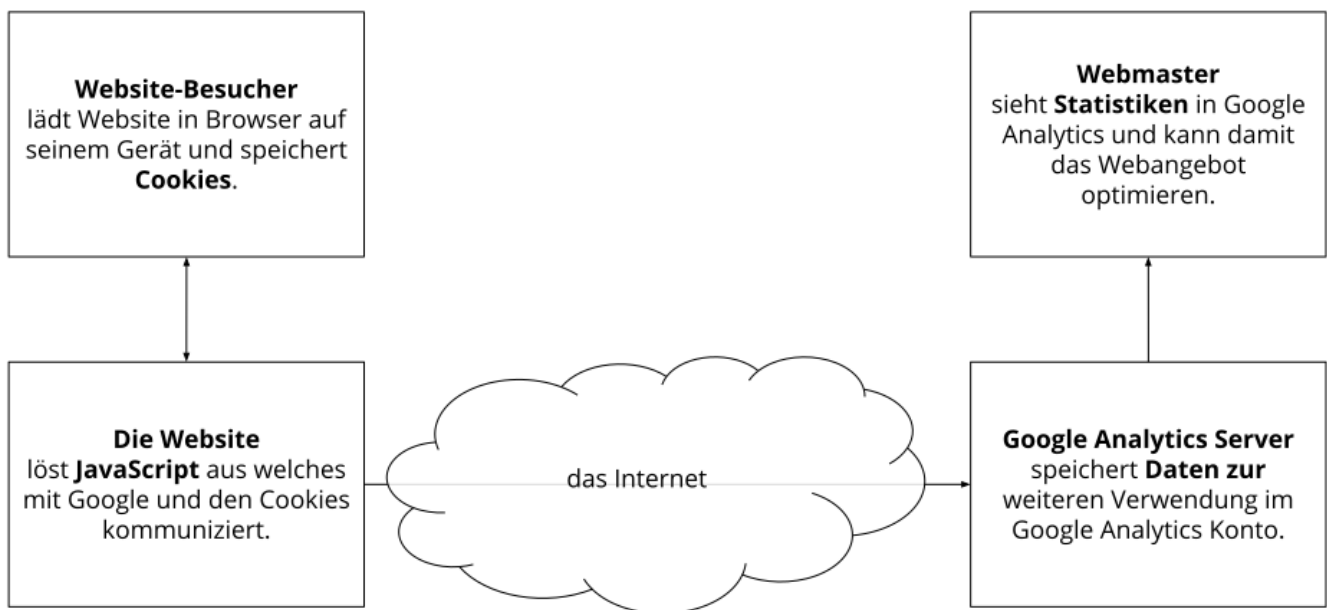 Website-Besucher
lädt Website in Browser auf
seinem Gerät und speichert
Cookies.
Webmaster
sieht Statistiken in Google
Analytics und kann damit
das Webangebot
optimieren.
Die Website
löst JavaScript aus welches
mit Google und den Cookies
kommuniziert.
das Internet
Google Analytics Server
speichert Daten zur
weiteren Verwendung im
Google Analytics Konto.